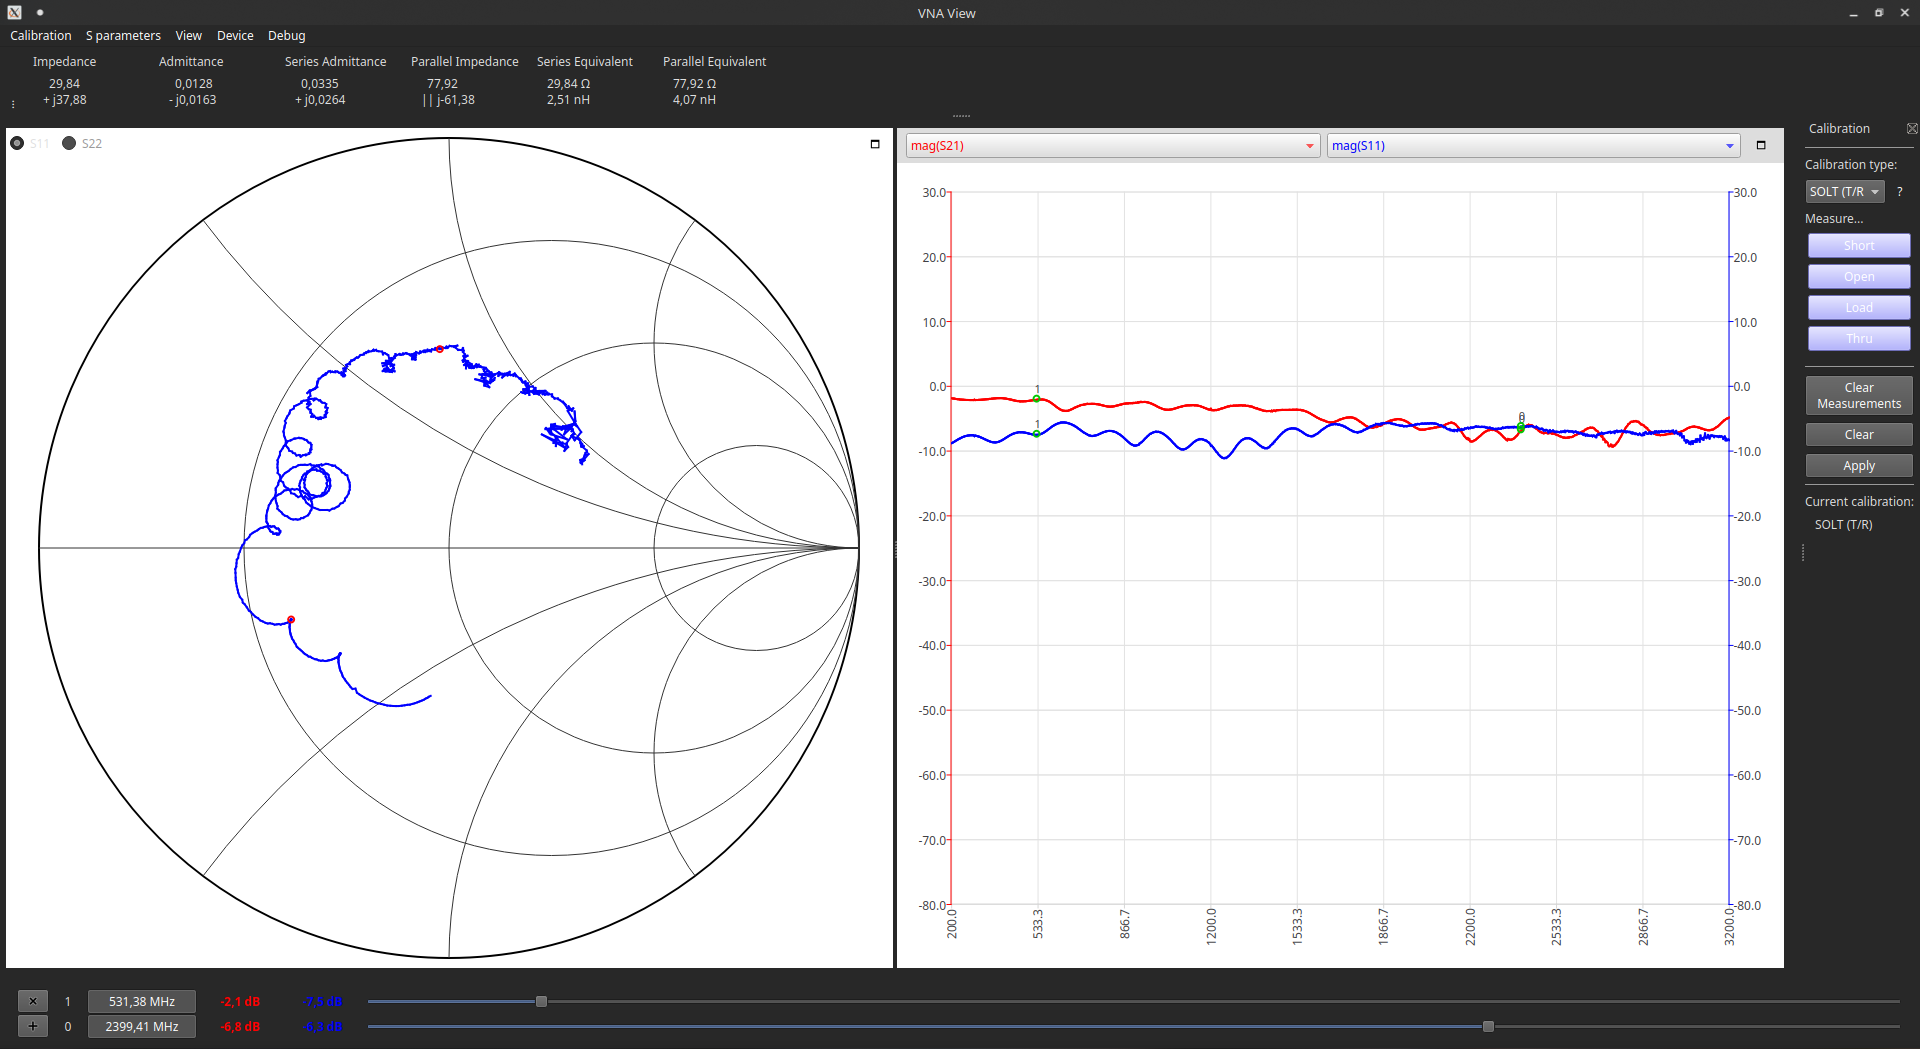 VNA View
Calibration S parameters View Device Debug
Impedance Admittance Series Admittance Parallel Impedance Series Equivalent Parallel Equivalent
29,84 0,0128 0,0335 77,92 29,84 Ω 77,92 Ω
+ j37,88 - j0,0163 + j0,0264 || j-61,38 2,51 nH 4,07 nH
S11 S22
mag(S21) mag(S11)
30.0 30.0
20.0 20.0
10.0 10.0
0.0 0.0
-10.0 -10.0
-20.0 -20.0
-30.0 -30.0
-40.0 -40.0
-50.0 -50.0
-60.0 -60.0
-70.0 -70.0
-80.0 -80.0
1
1
0
200.0 533.3 866.7 1200.0 1533.3 1866.7 2200.0 2533.3 2866.7 3200.0
Calibration
Calibration type:
SOLT (T/R ?
Measure...
Short
Open
Load
Thru
Clear
Measurements
Clear
Apply
Current calibration:
SOLT (T/R)
× 1 531,38 MHz -2,1 dB -7,5 dB
+ 0 2399,41 MHz -6,8 dB